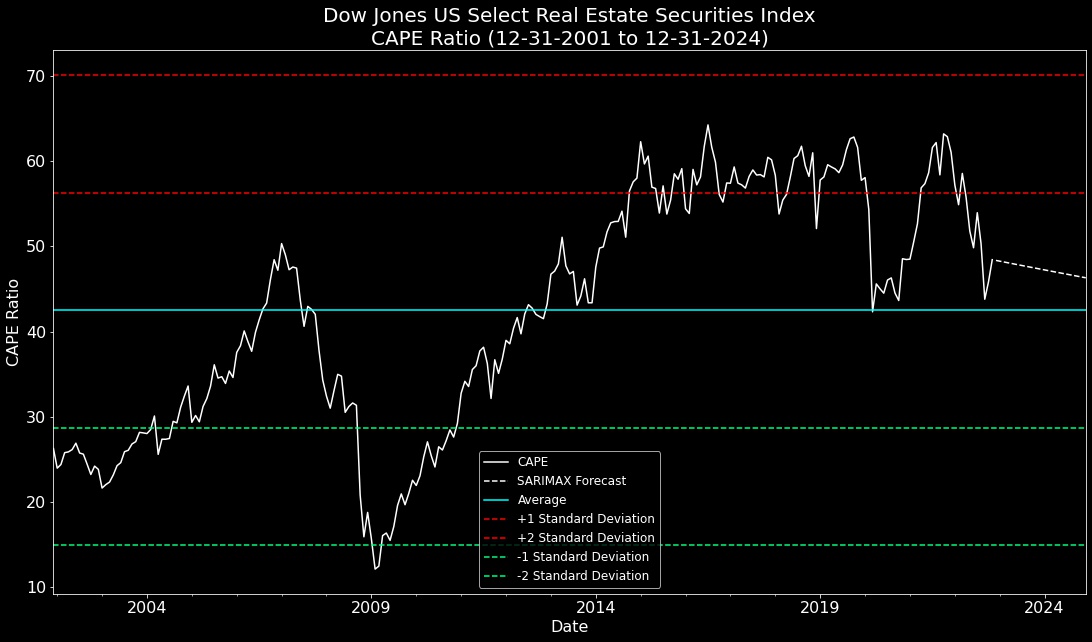 Dow Jones US Select Real Estate Securities Index
CAPE Ratio (12-31-2001 to 12-31-2024)
70
60
50
40
30
20
10
CAPE Ratio
CAPE
SARIMAX Forecast
Average
+1 Standard Deviation
+2 Standard Deviation
-1 Standard Deviation
-2 Standard Deviation
2004
2009
2014
2019
2024
Date